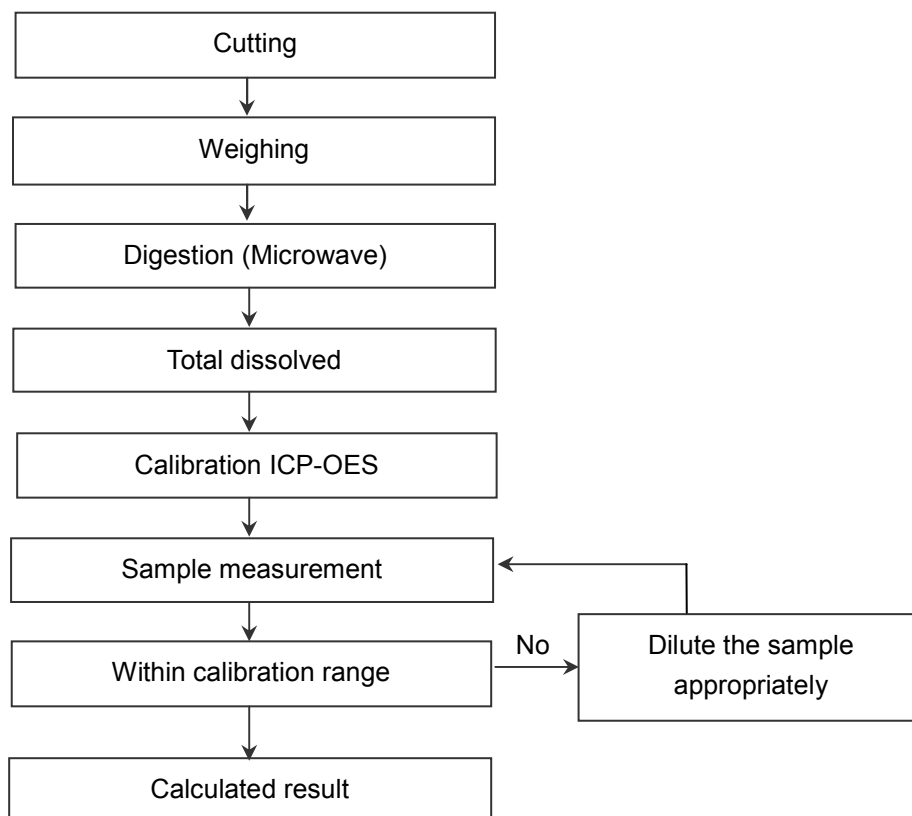 Cutting
Weighing
Digestion (Microwave)
Total dissolved
Calibration ICP-OES
Sample measurement
Within calibration range
No
Dilute the sample
appropriately
Calculated result